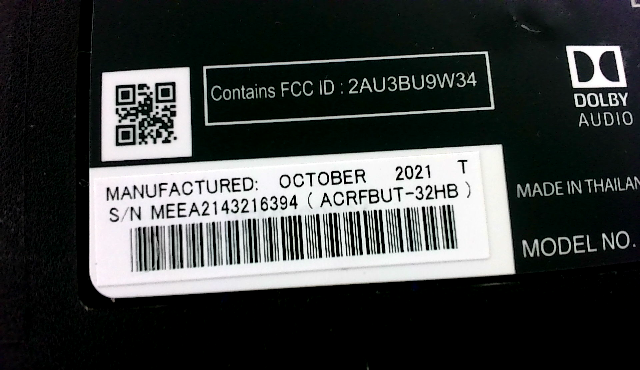 Contains FCC ID : 2AU3BU9W34
DOLBY
AUDIO
MANUFACTURED: OCTOBER 2021 T
S/N MEEA2143216394 ( ACRFBUT-32HB )
MADE IN THAILAN
MODEL NO.